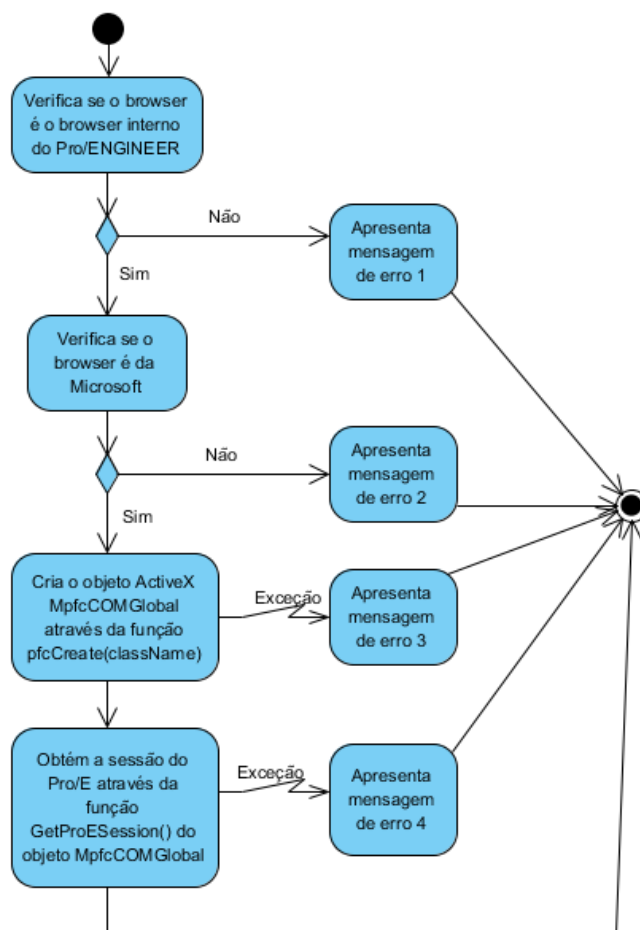 Verifica se o browser
é o browser interno
do Pro/ENGINEER
Não
Apresenta
mensagem
de erro 1
Sim
Verifica se o
browser é da
Microsoft
Não
Apresenta
mensagem
de erro 2
Sim
Cria o objeto ActiveX
MpfcCOMGlobal
através da função
pfcCreate(className)
Exceção
Apresenta
mensagem
de erro 3
Obtém a sessão do
Pro/E através da
função
GetProESession() do
objeto MpfcCOMGlobal
Exceção
Apresenta
mensagem
de erro 4